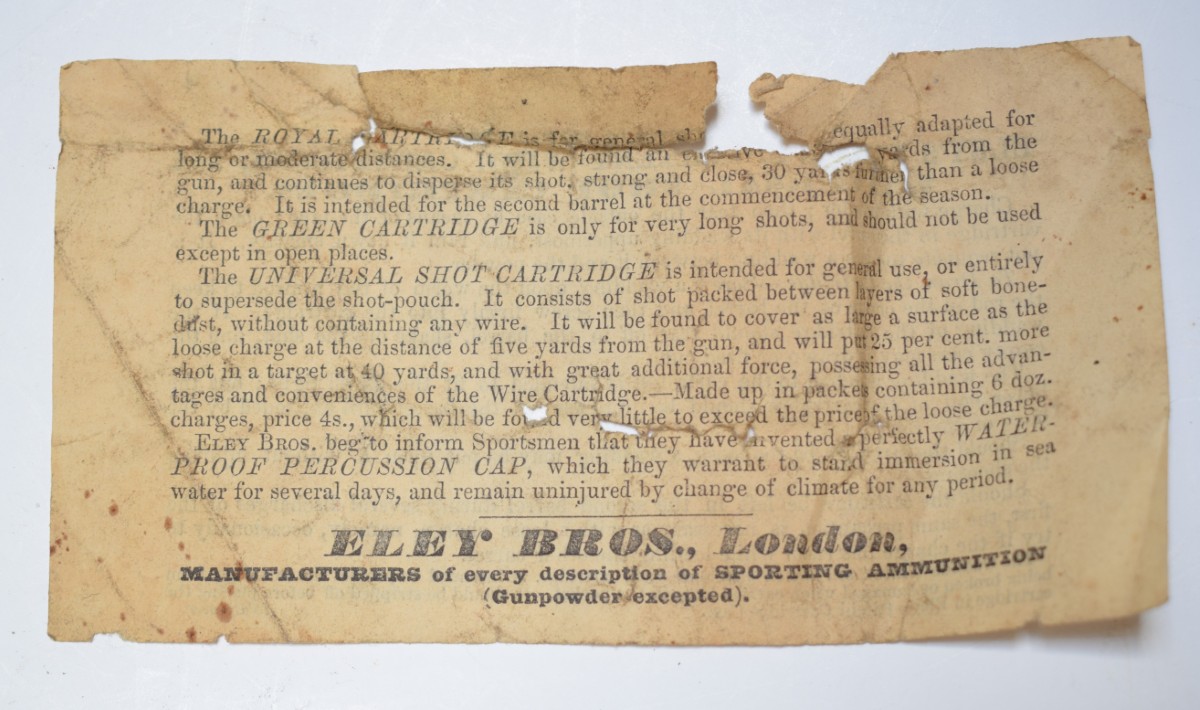 The ROYAL CARTRIDGE is for general equally adapted for
long or moderate distances. It will be found an yards from the
gun, and continues to disperse its shot, strong and close, 30 yards further than a loose
charge. It is intended for the second barrel at the commencement of the season.
The GREEN CARTRIDGE is only for very long shots, and should not be used
except in open places.
The UNIVERSAL SHOT CARTRIDGE is intended for general use, or entirely
to supersede the shot-pouch. It consists of shot packed between layers of soft bone-
dust, without containing any wire. It will be found to cover as large a surface as the
loose charge at the distance of five yards from the gun, and will put 25 per cent. more
shot in a target at 40 yards, and with great additional force, possesing all the advan-
tages and conveniences of the Wire Cartridge.—Made up in packes containing 6 doz.
charges, price 4s., which will be found very little to exceed the price of the loose charge.
ELEY BROS. beg to inform Sportsmen that they have invented a perfectly WATER-
PROOF PERCUSSION CAP, which they warrant to stand immersion in sea
water for several days, and remain uninjured by change of climate for any period.
ELEY BROS., London,
MANUFACTURERS of every description of SPORTING AMMUNITION
(Gunpowder excepted).